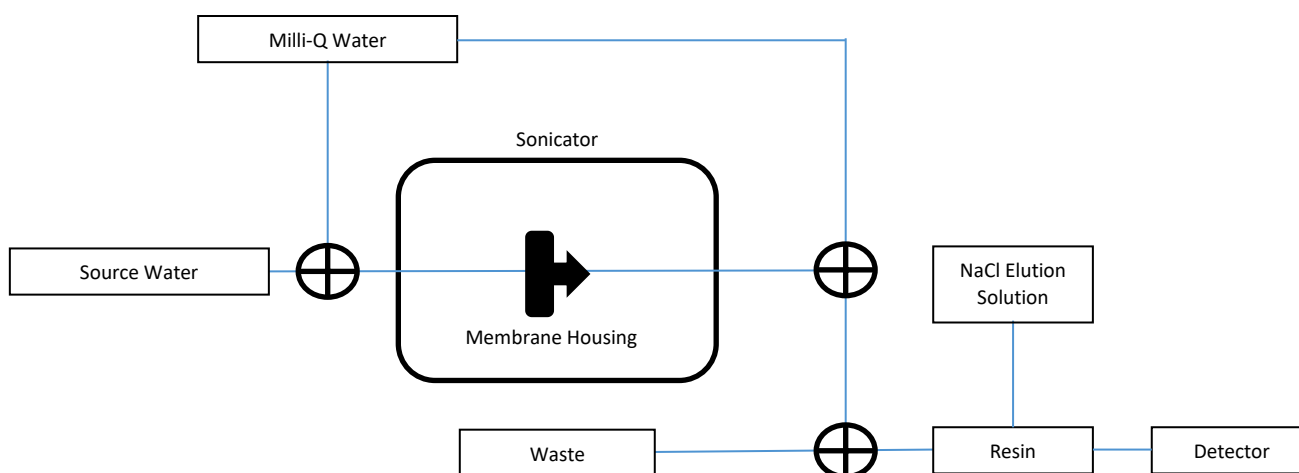 Milli-Q Water
Sonicator
Source Water
NaCl Elution
Solution
Membrane Housing
Waste
Resin
Detector